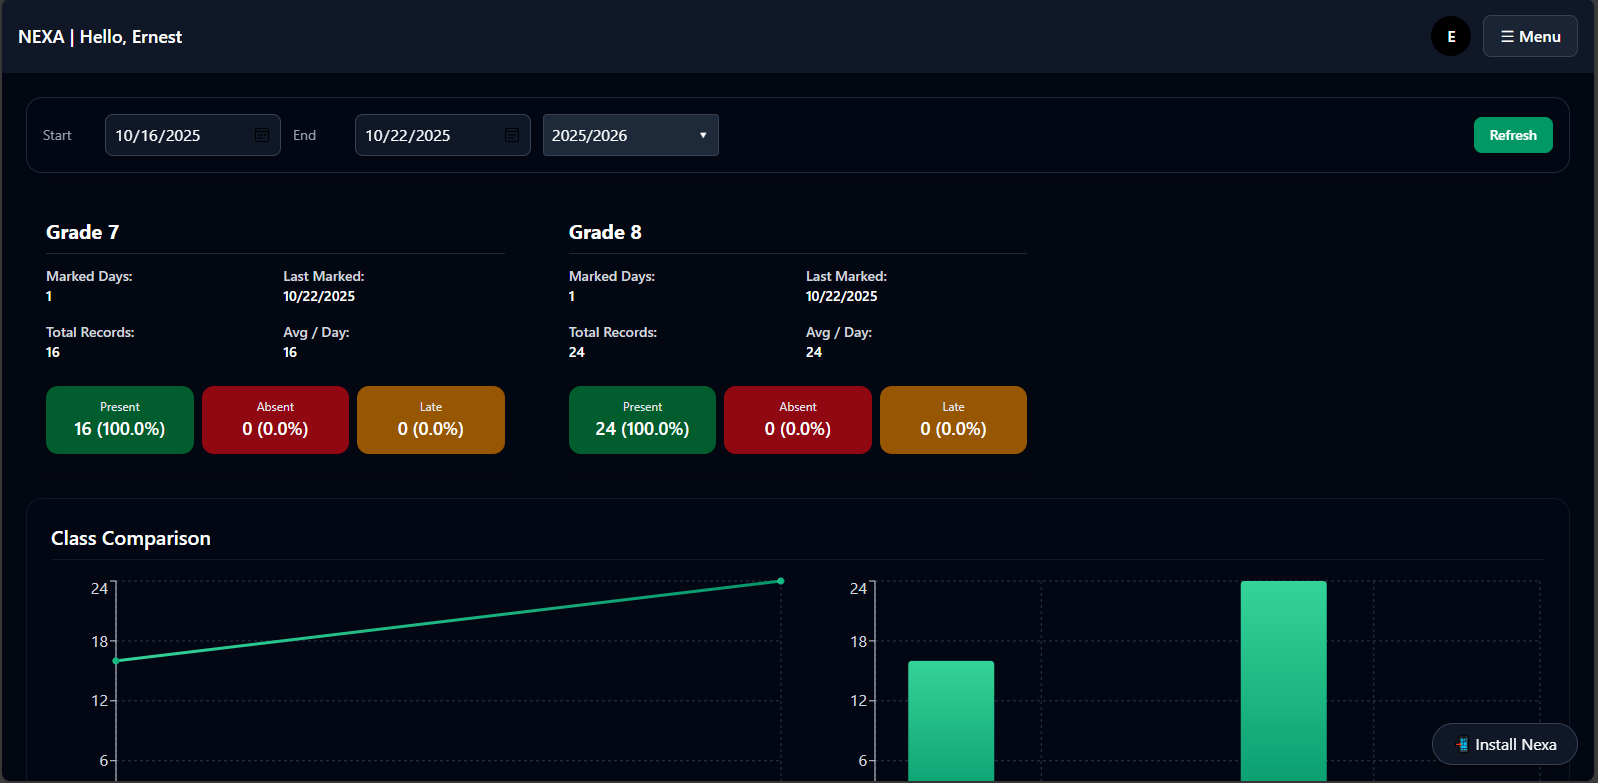 NEXA | Hello, Ernest
E
☰ Menu
Start
10/16/2025
End
10/22/2025
2025/2026
Refresh
Grade 7
Marked Days:
1
Last Marked:
10/22/2025
Total Records:
16
Avg / Day:
16
Present
16 (100.0%)
Absent
0 (0.0%)
Late
0 (0.0%)
Grade 8
Marked Days:
1
Last Marked:
10/22/2025
Total Records:
24
Avg / Day:
24
Present
24 (100.0%)
Absent
0 (0.0%)
Late
0 (0.0%)
Class Comparison
24
18
12
6
24
18
12
6
Install Nexa